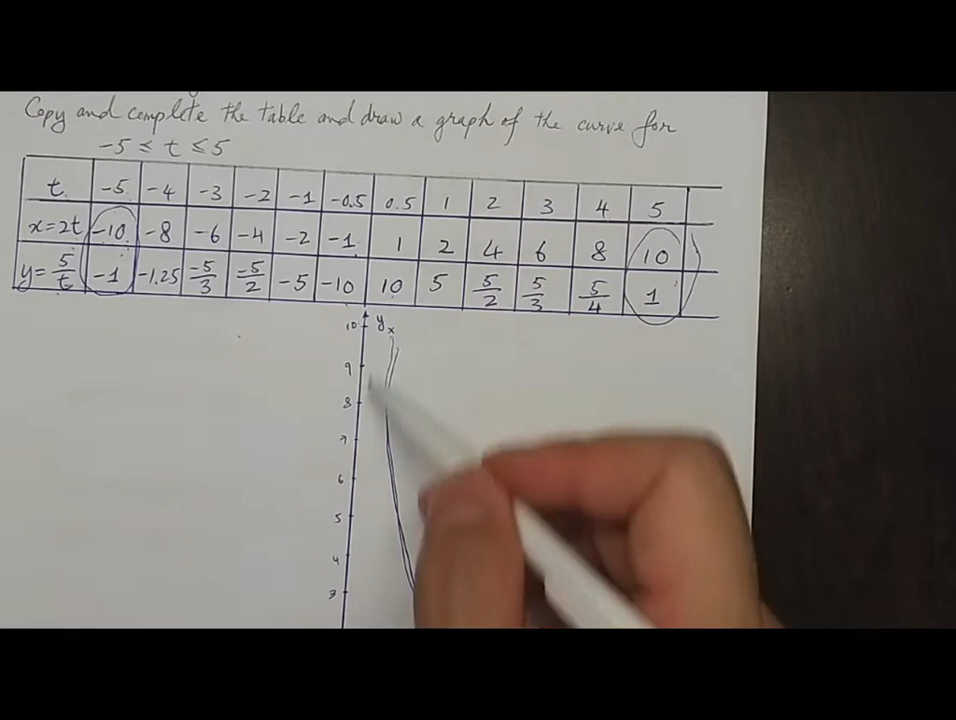 Copy and complete the table and draw a graph of the curve for
-5 ≤ t ≤ 5
t -5 -4 -3 -2 -1 -0.5 0.5 1 2 3 4 5
x=2t -10 -8 -6 -4 -2 -1 1 2 4 6 8 10
y=5/t -1 -1.25 -5/3 -5/2 -5 -10 10 5 5/2 5/3 5/4 1
10 y x
9
8
7
6
5
4
3